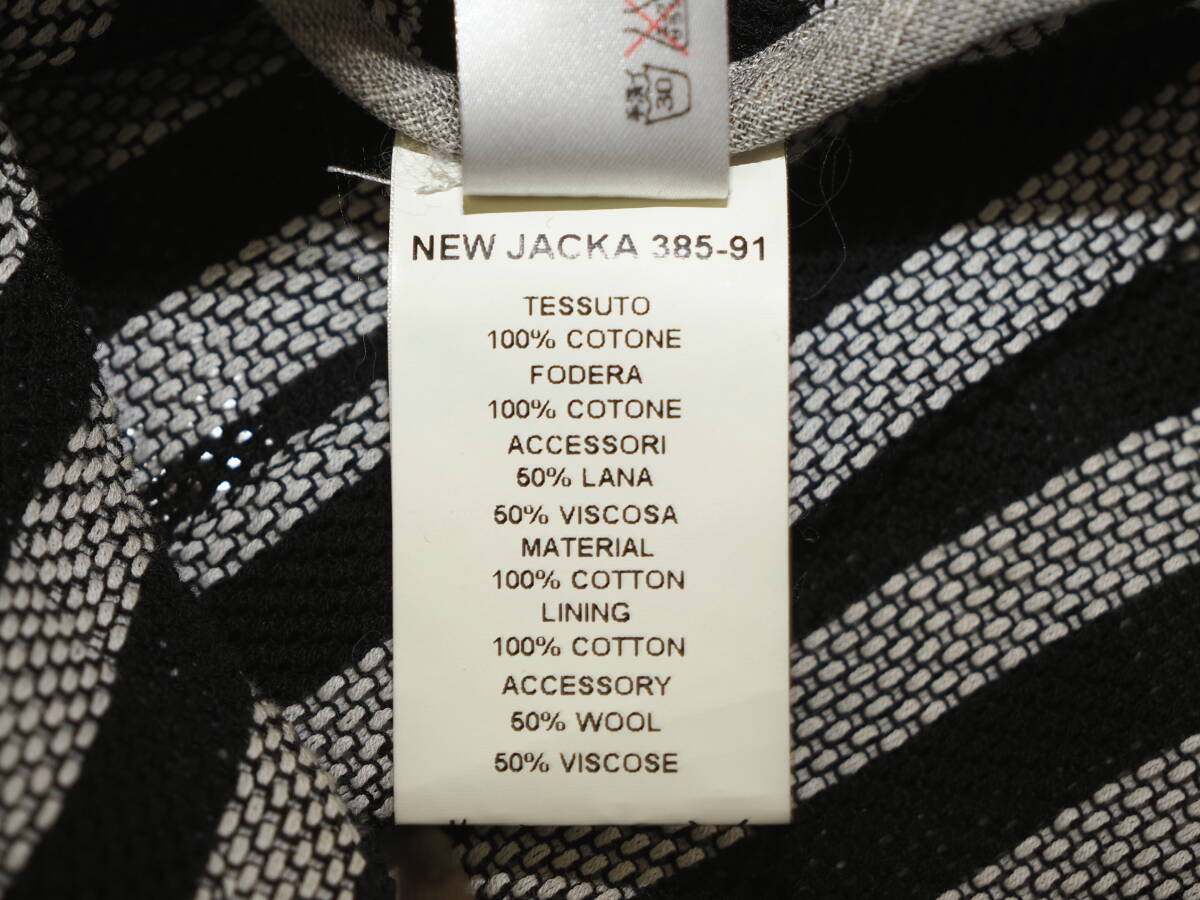 30
NEW JACKA 385-91
TESSUTO
100% COTONE
FODERA
100% COTONE
ACCESSORI
50% LANA
50% VISCOSA
MATERIAL
100% COTTON
LINING
100% COTTON
ACCESSORY
50% WOOL
50% VISCOSE